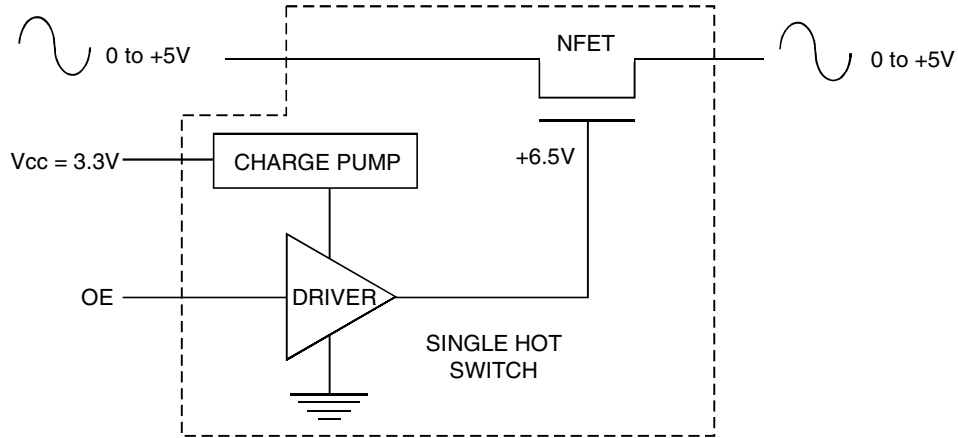 0 to +5V
NFET
0 to +5V
Vcc = 3.3V
CHARGE PUMP
+6.5V
OE
DRIVER
SINGLE HOT
SWITCH